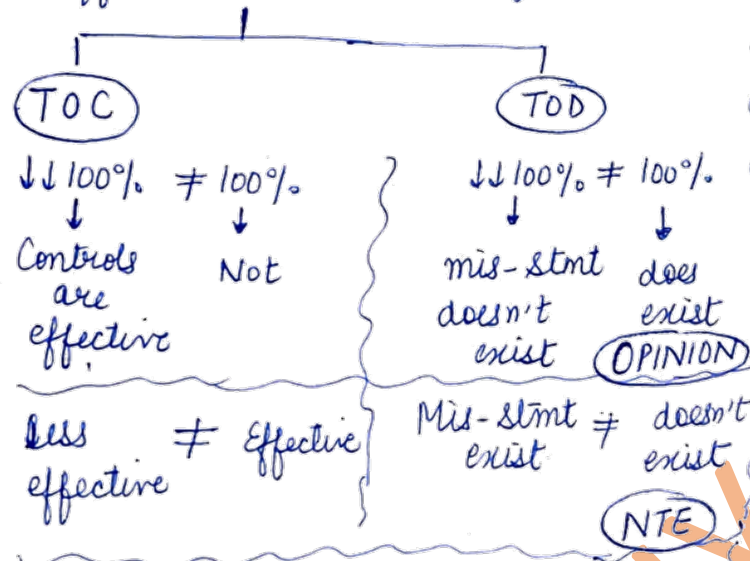 TOC
TOD
↓↓100% ≠ 100%.
↓↓100% ≠ 100%.
Controls
are
effective
Not
mis-stmt
doesn't
exist
does
exist
OPINION
Less
effective
≠ Effective
Mis-stmt
exist
≠ doesn't
exist
NTE